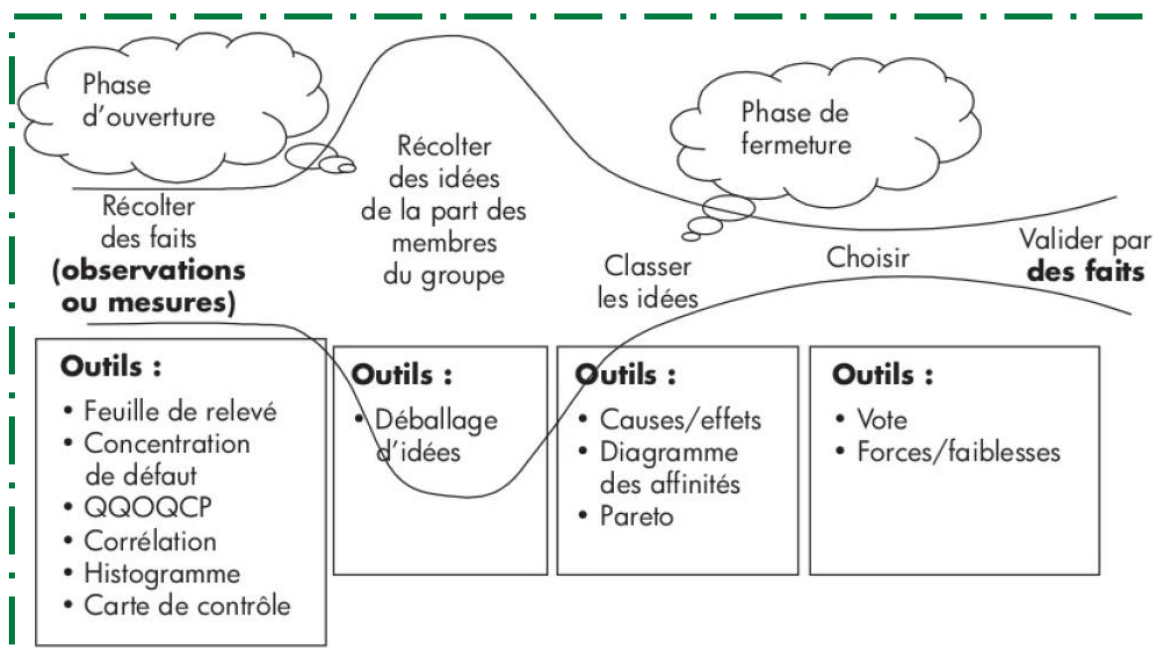 Phase
d'ouverture
Récolter
des faits
(observations
ou mesures)
Récolter
des idées
de la part des
membres
du groupe
Phase de
fermeture
Classer
les idées
Choisir
Valider par
des faits
Outils :
• Feuille de relevé
• Concentration
de défaut
• QQOQCP
• Corrélation
• Histogramme
• Carte de contrôle
Outils :
• Déballage
d'idées
Outils :
• Causes/effets
• Diagramme
des affinités
• Pareto
Outils :
• Vote
• Forces/faiblesses